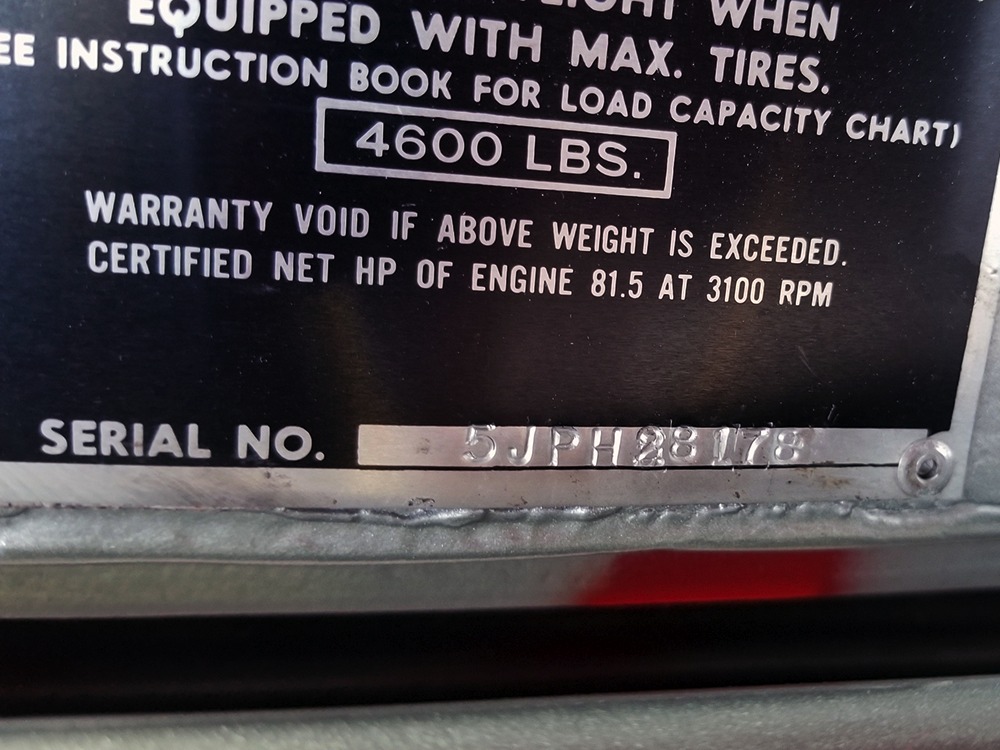 WHEN
EQUIPPED WITH MAX. TIRES.
INSTRUCTION BOOK FOR LOAD CAPACITY CHART)
4600 LBS.
WARRANTY VOID IF ABOVE WEIGHT IS EXCEEDED.
CERTIFIED NET HP OF ENGINE 81.5 AT 3100 RPM
SERIAL NO. 5JPH28178